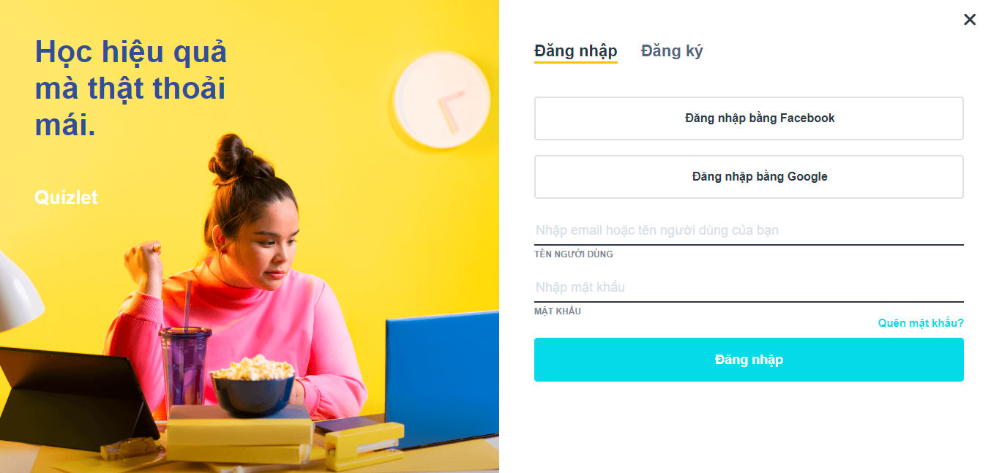 Học hiệu quả
mà thật thoải
mái.
Quizlet
Đăng nhập Đăng ký
Đăng nhập bằng Facebook
Đăng nhập bằng Google
Nhập email hoặc tên người dùng của bạn
TÊN NGƯỜI DÙNG
Nhập mật khẩu
MẬT KHẨU
Quên mật khẩu?
Đăng nhập